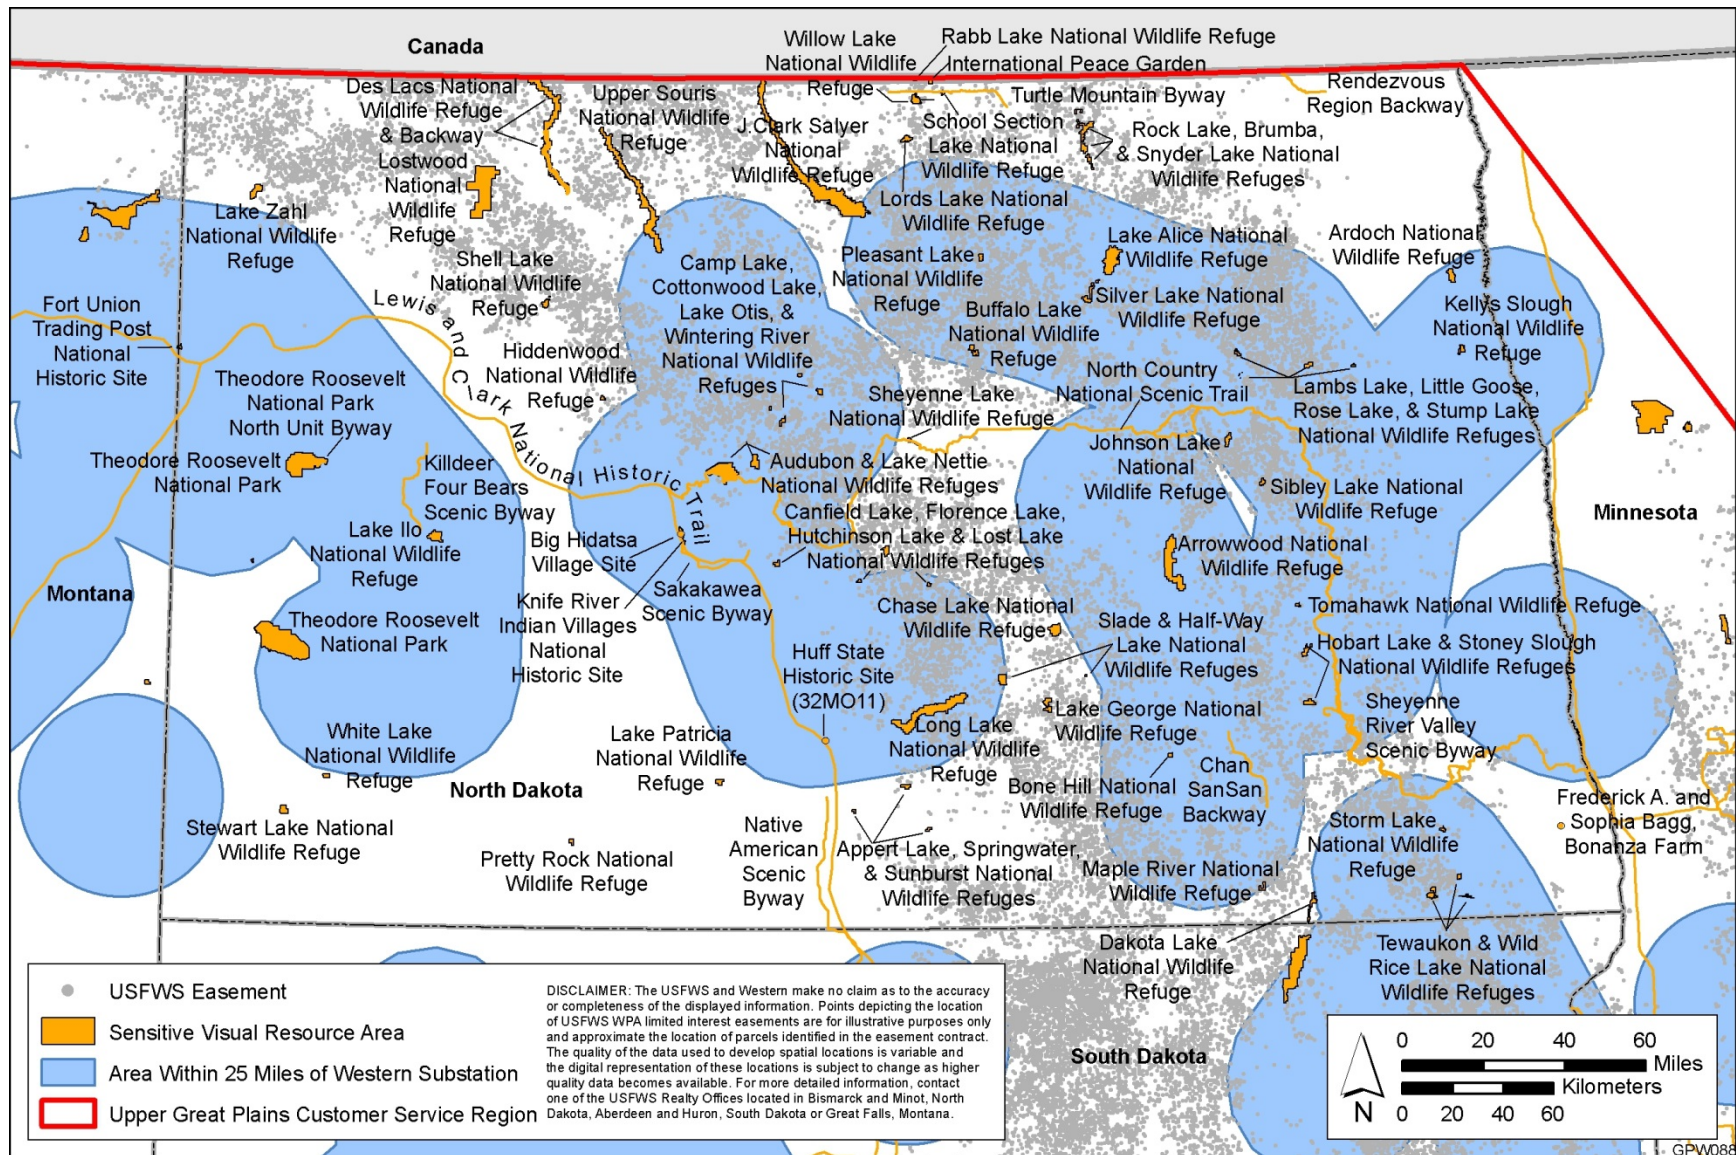 Canada
Willow Lake
National Wildlife
Refuge
Rabb Lake National Wildlife Refuge
International Peace Garden
Turtle Mountain Byway
Rendezvous
Region Backway
Des Lacs National
Wildlife Refuge
& Backway
Upper Souris
National Wildlife
Refuge
J.Clark Salyer
National
Wildlife Refuge
School Section
Lake National
Wildlife Refuge
Rock Lake, Brumba,
& Snyder Lake National
Wildlife Refuges
Lostwood
National
Wildlife
Refuge
Lords Lake National
Wildlife Refuge
Lake Zahl
National Wildlife
Refuge
Shell Lake
National Wildlife
Refuge
Camp Lake,
Cottonwood Lake,
Lake Otis, &
Wintering River
National Wildlife
Refuges
Pleasant Lake
National Wildlife
Refuge
Lake Alice National
Wildlife Refuge
Ardoch National
Wildlife Refuge
Silver Lake National
Wildlife Refuge
Buffalo Lake
National Wildlife
Refuge
Kellys Slough
National Wildlife
Refuge
Fort Union
Trading Post
National
Historic Site
Lewis and Clark National Historic Trail
Hiddenwood
National Wildlife
Refuge
North Country
National Scenic Trail
Lambs Lake, Little Goose,
Rose Lake, & Stump Lake
National Wildlife Refuges
Theodore Roosevelt
National Park
North Unit Byway
Sheyenne Lake
National Wildlife Refuge
Theodore Roosevelt
National Park
Killdeer
Four Bears
Scenic Byway
Audubon & Lake Nettie
National Wildlife Refuges
Johnson Lake
National
Wildlife Refuge
Sibley Lake National
Wildlife Refuge
Minnesota
Lake Ilo
National Wildlife
Refuge
Big Hidatsa
Village Site
Canfield Lake, Florence Lake,
Hutchinson Lake & Lost Lake
National Wildlife Refuges
Arrowwood National
Wildlife Refuge
Montana
Knife River
Indian Villages
National
Historic Site
Sakakawea
Scenic Byway
Chase Lake National
Wildlife Refuge
Slade & Half-Way
Lake National
Wildlife Refuges
Tomahawk National Wildlife Refuge
Hobart Lake & Stoney Slough
National Wildlife Refuges
Theodore Roosevelt
National Park
Huff State
Historic Site
(32MO11)
Long Lake
National Wildlife
Refuge
Lake George National
Wildlife Refuge
Sheyenne
River Valley
Scenic Byway
White Lake
National Wildlife
Refuge
Lake Patricia
National Wildlife
Refuge
Bone Hill National
Wildlife Refuge
Chan
SanSan
Backway
North Dakota
Stewart Lake National
Wildlife Refuge
Pretty Rock National
Wildlife Refuge
Native
American
Scenic
Byway
Appert Lake, Springwater,
& Sunburst National
Wildlife Refuges
Maple River National
Wildlife Refuge
Storm Lake
National Wildlife
Refuge
Frederick A. and
Sophia Bagg,
Bonanza Farm
Dakota Lake
National Wildlife
Refuge
Tewaukon & Wild
Rice Lake National
Wildlife Refuges
South Dakota
USFWS Easement
Sensitive Visual Resource Area
Area Within 25 Miles of Western Substation
Upper Great Plains Customer Service Region
DISCLAIMER: The USFWS and Western make no claim as to the accuracy
or completeness of the displayed information. Points depicting the location
of USFWS WPA limited interest easements are for illustrative purposes only
and approximate the location of parcels identified in the easement contract.
The quality of the data used to develop spatial locations is variable and
the digital representation of these locations is subject to change as higher
quality data becomes available. For more detailed information, contact
one of the USFWS Realty Offices located in Bismarck and Minot, North
Dakota, Aberdeen and Huron, South Dakota or Great Falls, Montana.
N
0 20 40 60
Miles
Kilometers
0 20 40 60
GPW088